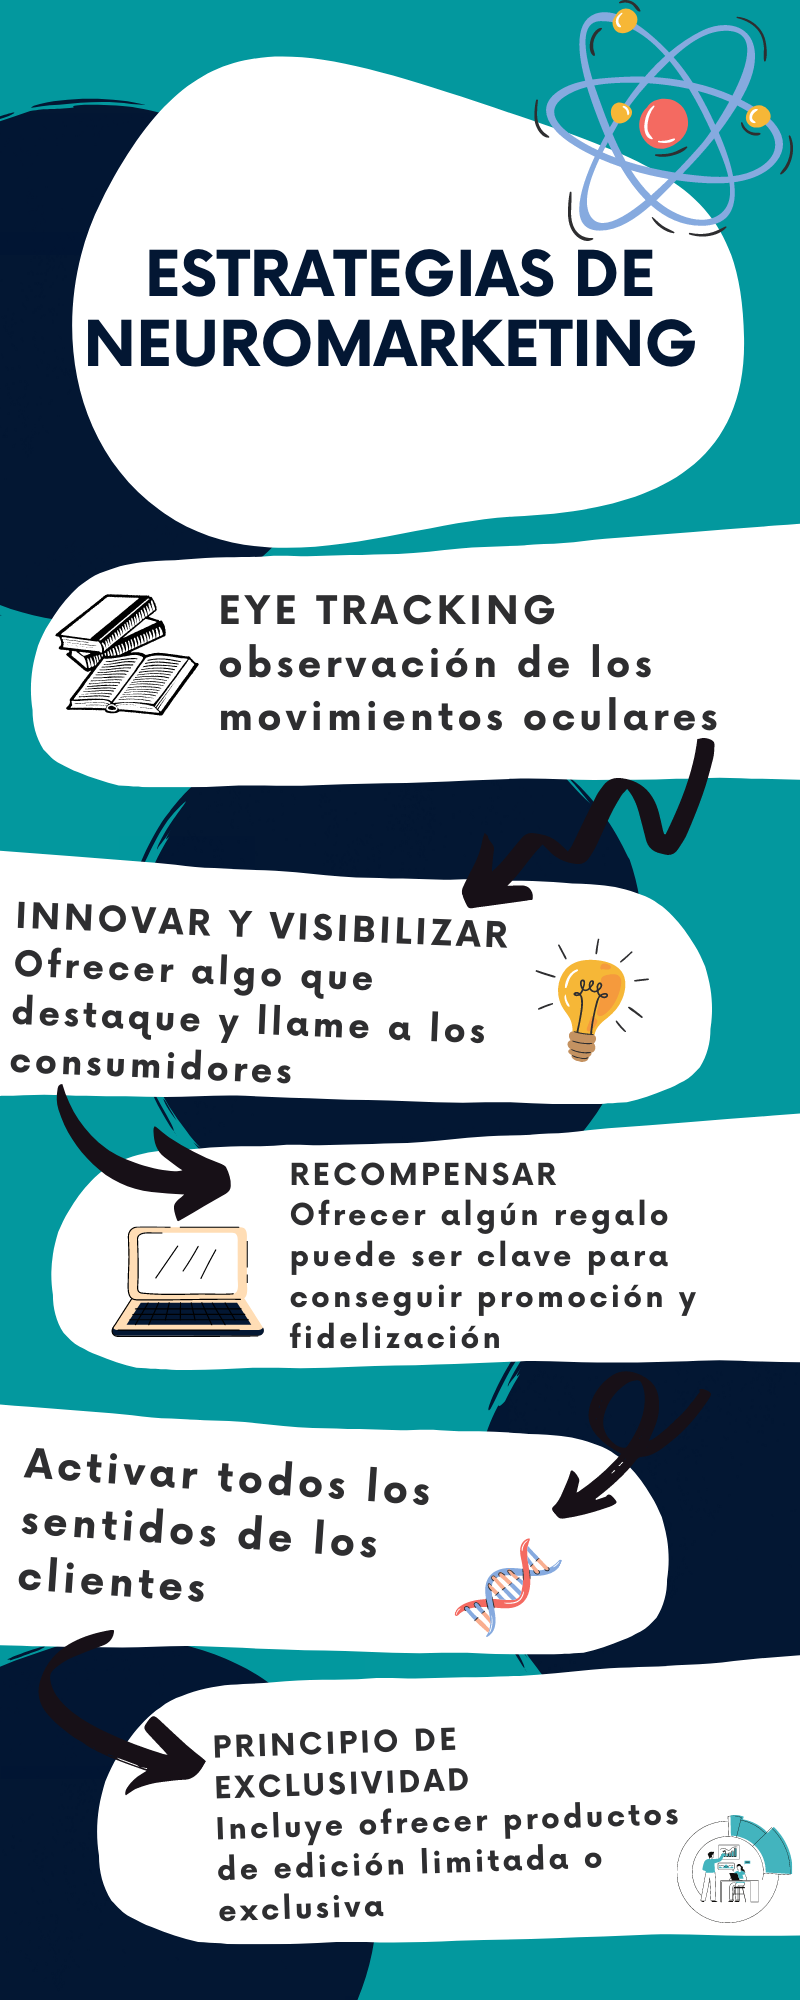 ESTRATEGIAS DE
NEUROMARKETING
EYE TRACKING
observación de los
movimientos oculares
INNOVAR Y VISIBILIZAR
Ofrecer algo que
destaque y llame a los
consumidores
RECOMPENSAR
Ofrecer algún regalo
puede ser clave para
conseguir promoción y
fidelización
Activar todos los
sentidos de los
clientes
PRINCIPIO DE
EXCLUSIVIDAD
Incluye ofrecer productos
de edición limitada o
exclusiva